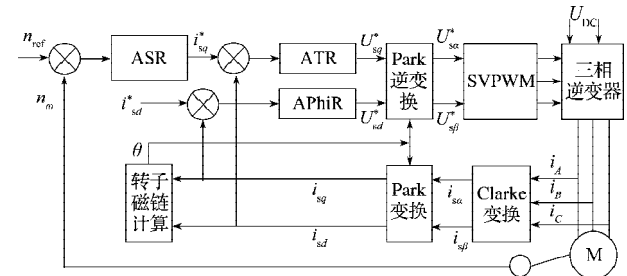 n_ref
ASR
i*_sq
ATR
U*_sq
Park
逆变
换
U*_sα
SVPWM
U_DC
三相
逆变器
n_m
i*_sd
APhiR
U*_sd
U*_sβ
θ
转子
磁链
计算
i_sq
i_sd
Park
变换
i_sα
i_sβ
Clarke
变换
i_A
i_B
i_C
M